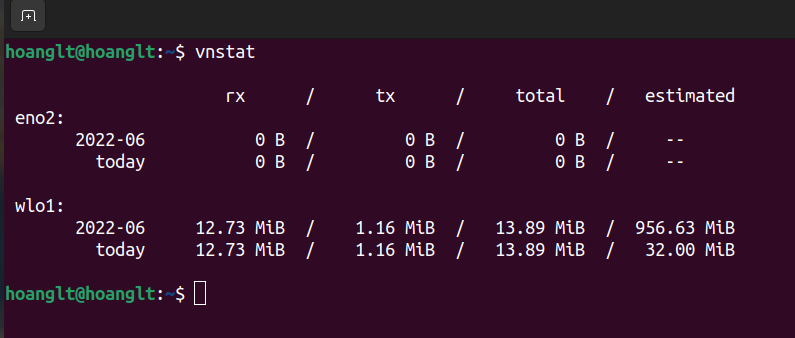 hoanglt@hoanglt:~$ vnstat
rx / tx / total / estimated
eno2:
2022-06 0 B / 0 B / 0 B / --
today 0 B / 0 B / 0 B / --
wlo1:
2022-06 12.73 MiB / 1.16 MiB / 13.89 MiB / 956.63 MiB
today 12.73 MiB / 1.16 MiB / 13.89 MiB / 32.00 MiB
hoanglt@hoanglt:~$